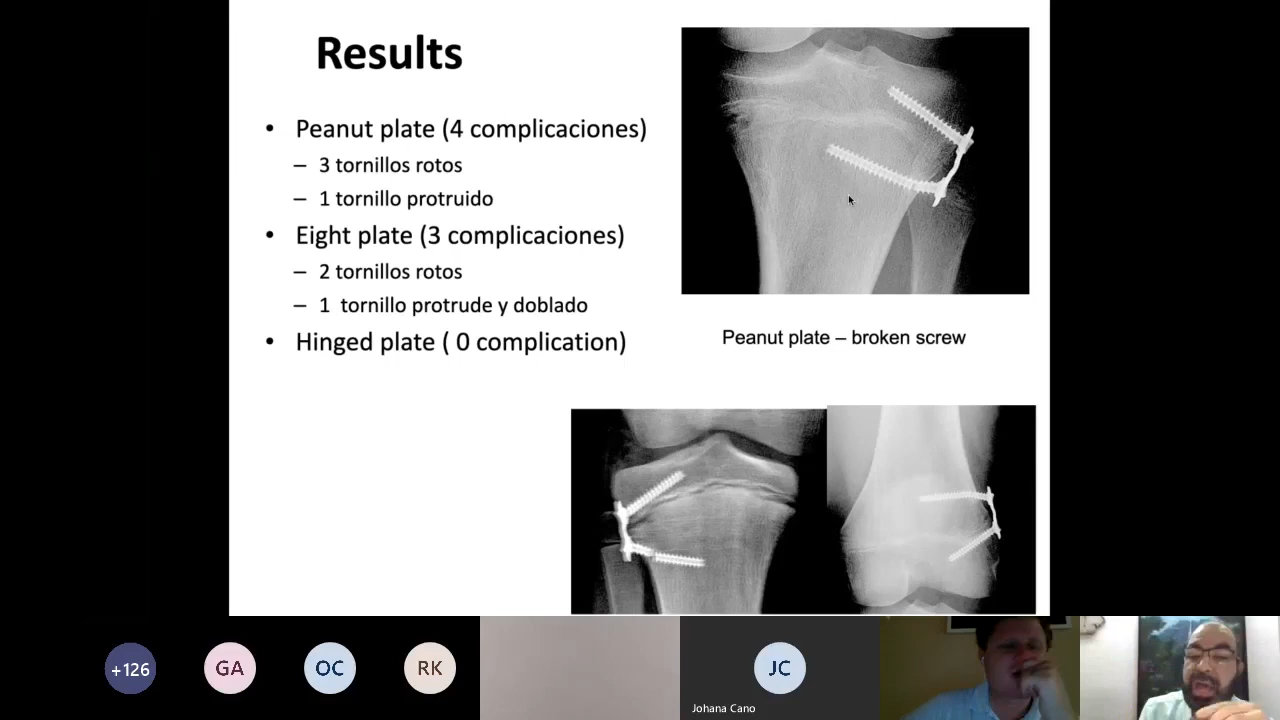 Results
• Peanut plate (4 complicaciones)
– 3 tornillos rotos
– 1 tornillo protruido
• Eight plate (3 complicaciones)
– 2 tornillos rotos
– 1 tornillo protrude y doblado
• Hinged plate ( 0 complication)
Peanut plate – broken screw
+126
GA
OC
RK
JC
Johana Cano